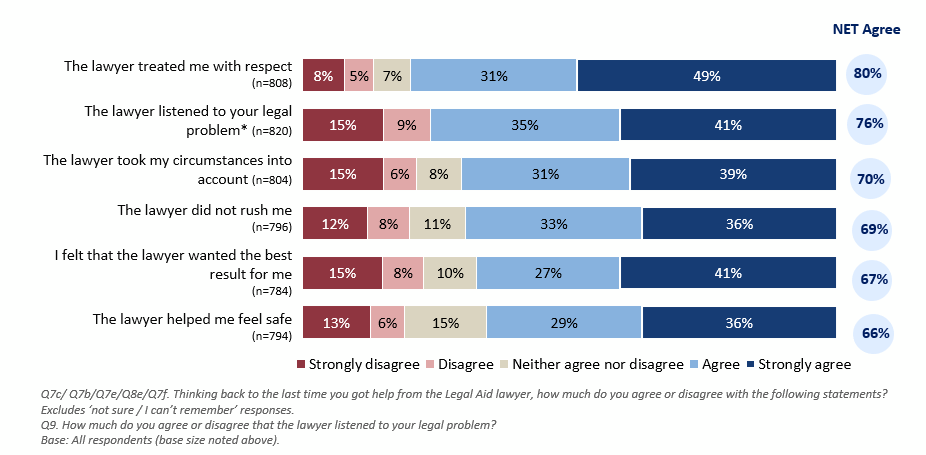 NET Agree
The lawyer treated me with respect
(n=808)
8% 5% 7% 31% 49% 80%
The lawyer listened to your legal
problem* (n=820)
15% 9% 35% 41% 76%
The lawyer took my circumstances into
account (n=804)
15% 6% 8% 31% 39% 70%
The lawyer did not rush me
(n=796)
12% 8% 11% 33% 36% 69%
I felt that the lawyer wanted the best
result for me
(n=784)
15% 8% 10% 27% 41% 67%
The lawyer helped me feel safe
(n=794)
13% 6% 15% 29% 36% 66%
Strongly disagree Disagree Neither agree nor disagree Agree Strongly agree
Q7c/ Q7b/Q7e/Q8e/Q7f. Thinking back to the last time you got help from the Legal Aid lawyer, how much do you agree or disagree with the following statements?
Excludes ‘not sure / I can’t remember’ responses.
Q9. How much do you agree or disagree that the lawyer listened to your legal problem?
Base: All respondents (base size noted above).